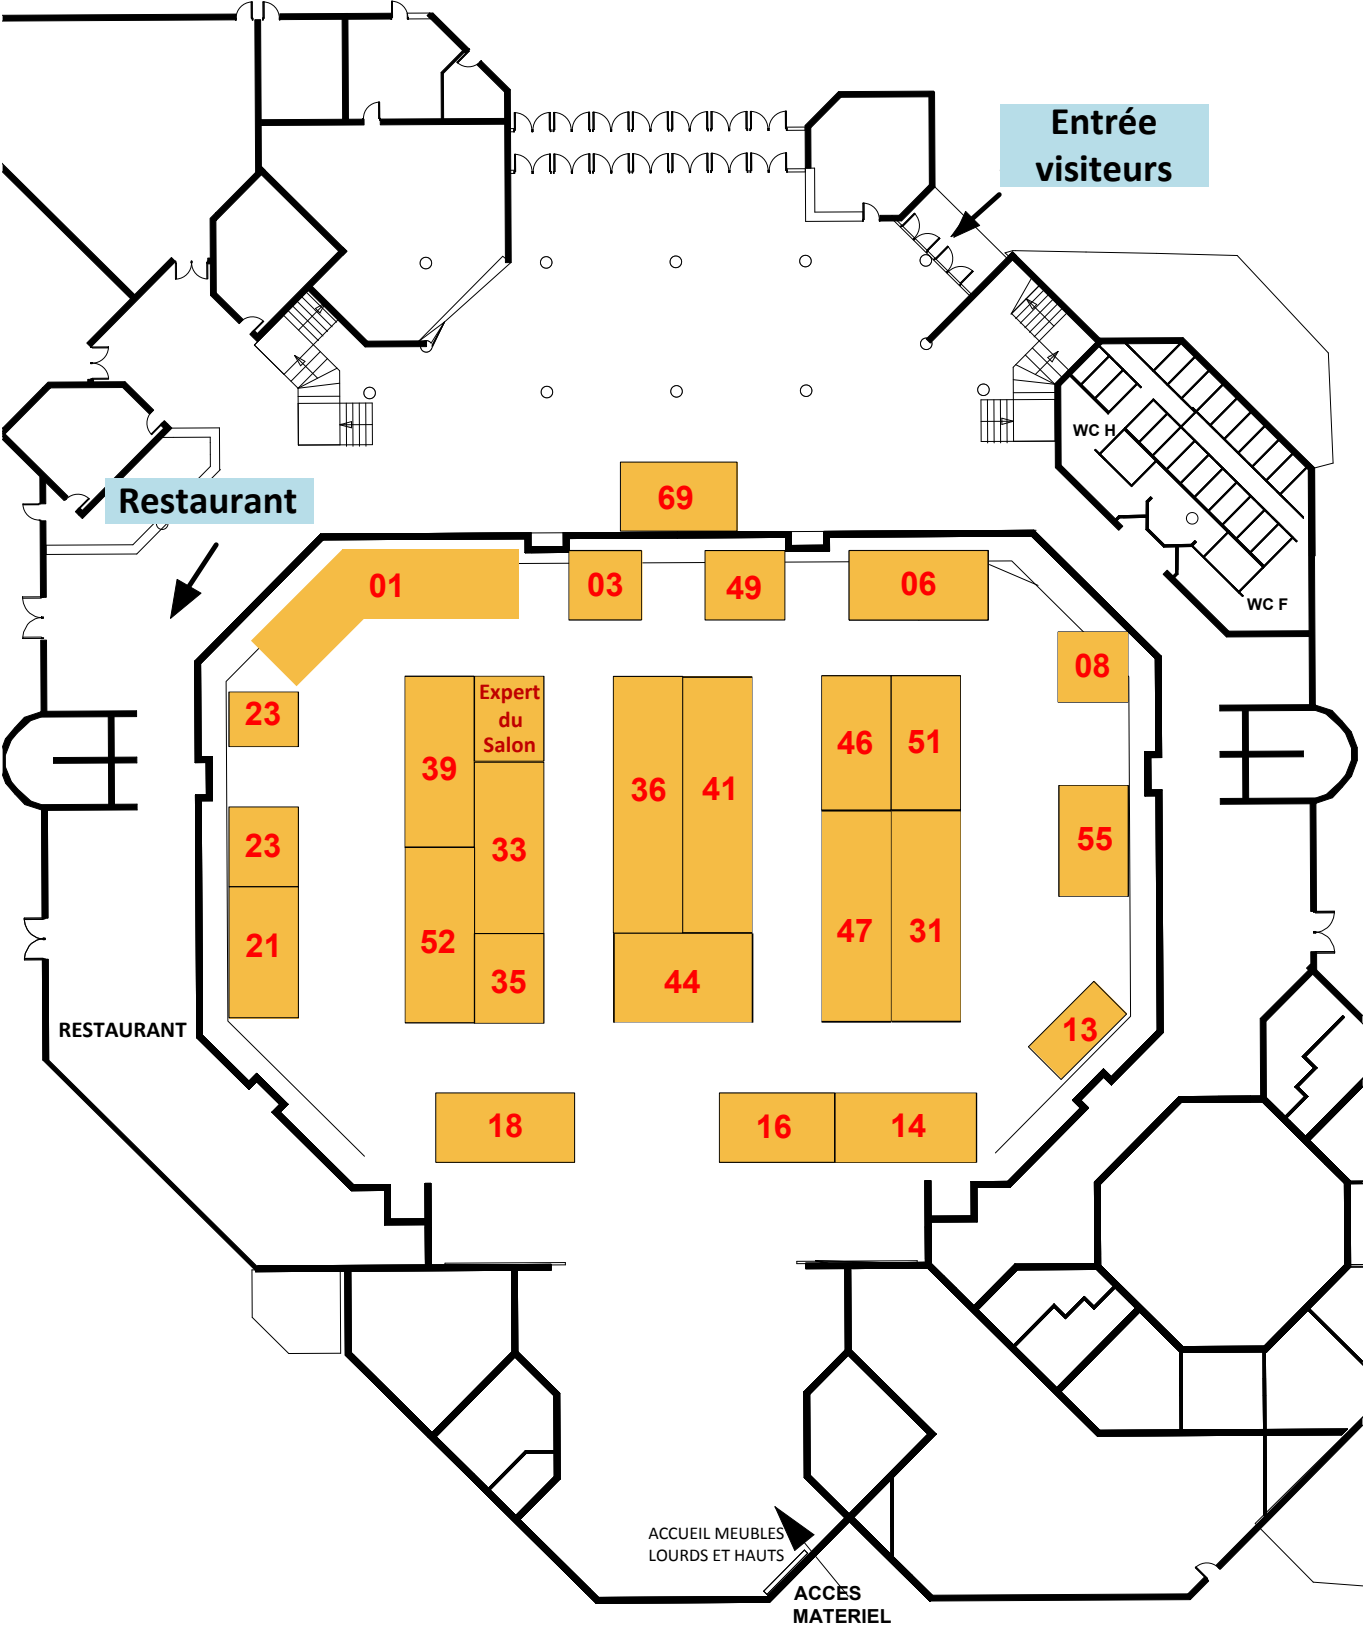 Entrée
visiteurs
WC H
Restaurant
69
01
03
49
06
WC F
08
23
Expert
du
Salon
39
46
51
36
41
23
33
55
21
52
47
31
35
44
RESTAURANT
13
18
16
14
ACCUEIL MEUBLES
LOURDS ET HAUTS
ACCES
MATERIEL